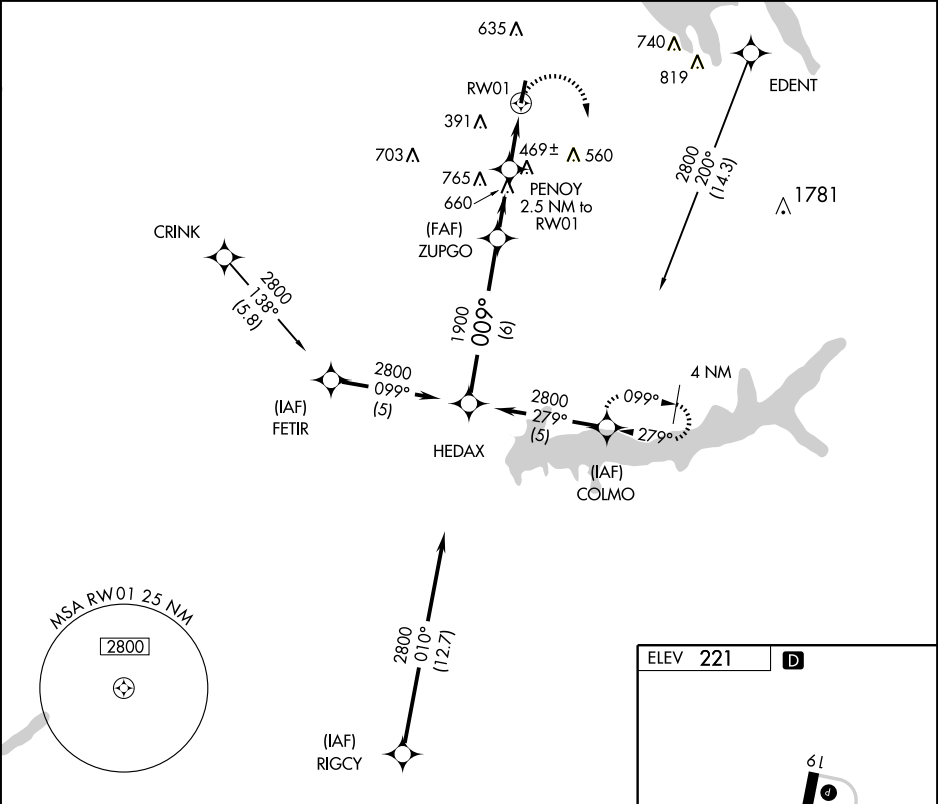 635
740
819
EDENT
RW01
391
703
469±
560
765
PENOY
2.5 NM to
RW01
660
2800
200°
(14.3)
1781
(FAF)
ZUPGO
CRINK
2800
138°
(5.8)
1900
009°
(6)
2800
099°
(5)
(IAF)
FETIR
HEDAX
2800
279°
(5)
4 NM
099°
279°
(IAF)
COLMO
MSA RW01 25 NM
2800
2800
010°
(12.7)
(IAF)
RIGCY
ELEV 221 D
19
P